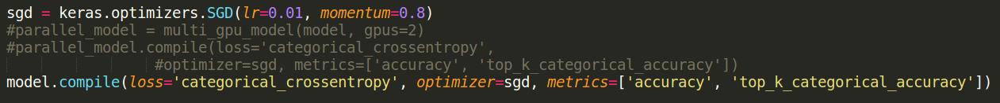 sgd = keras.optimizers.SGD(lr=0.01, momentum=0.8)
#parallel_model = multi_gpu_model(model, gpus=2)
#parallel_model.compile(loss='categorical_crossentropy',
#optimizer=sgd, metrics=['accuracy', 'top_k_categorical_accuracy'])
model.compile(loss='categorical_crossentropy', optimizer=sgd, metrics=['accuracy', 'top_k_categorical_accuracy'])